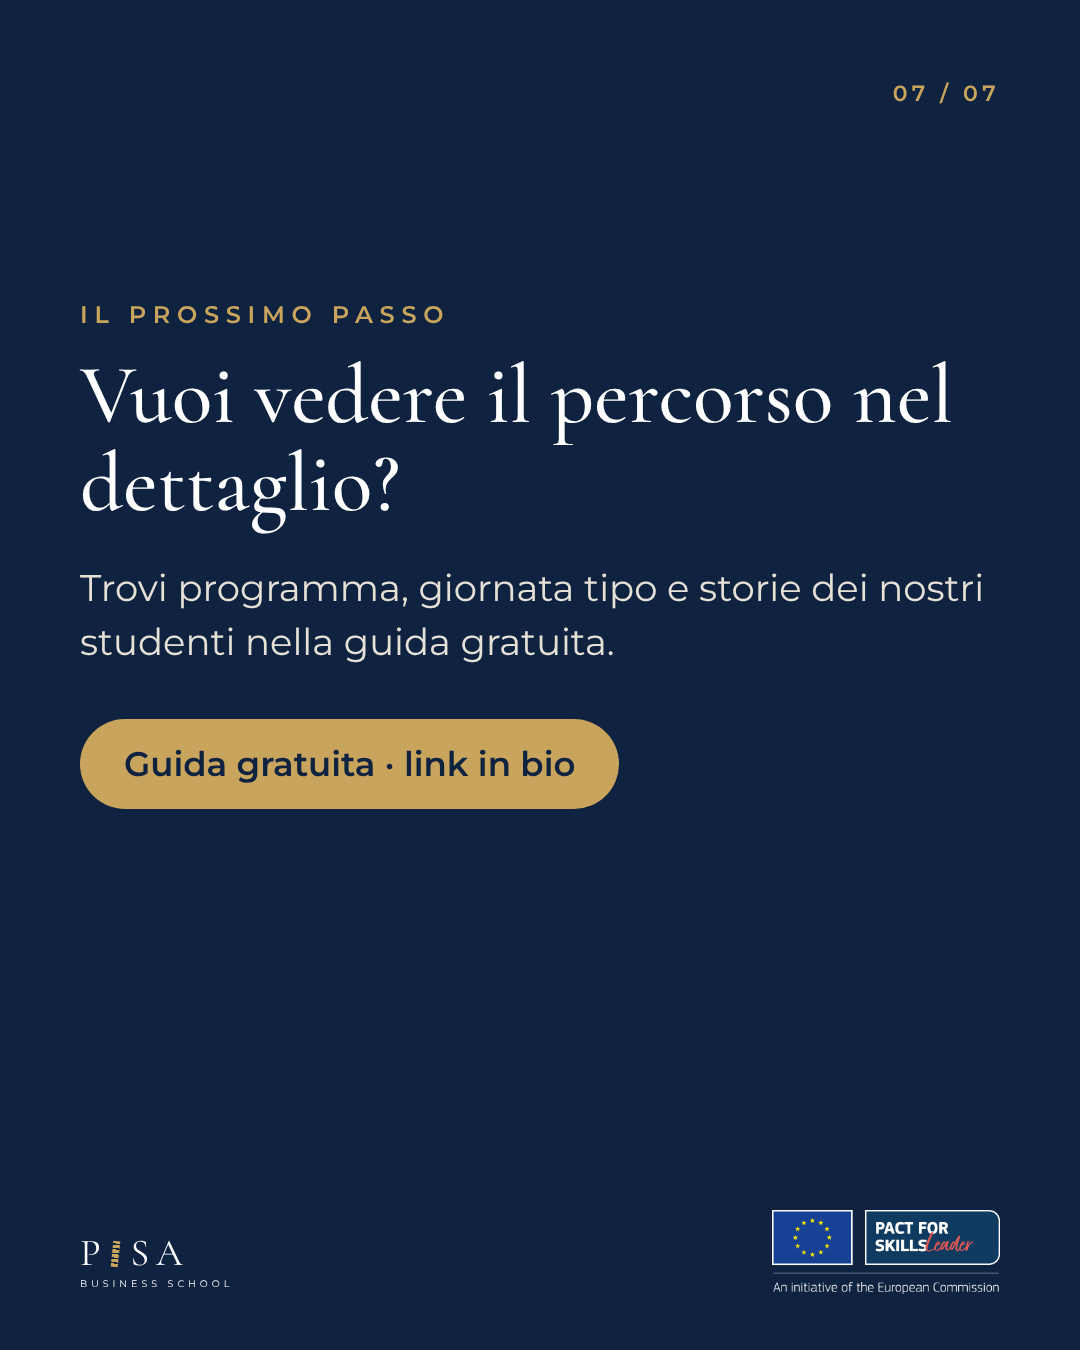 07 / 07
IL PROSSIMO PASSO
Vuoi vedere il percorso nel
dettaglio?
Trovi programma, giornata tipo e storie dei nostri
studenti nella guida gratuita.
Guida gratuita · link in bio
PISA
BUSINESS SCHOOL
PACT FOR
SKILLS Leader
An initiative of the European Commission